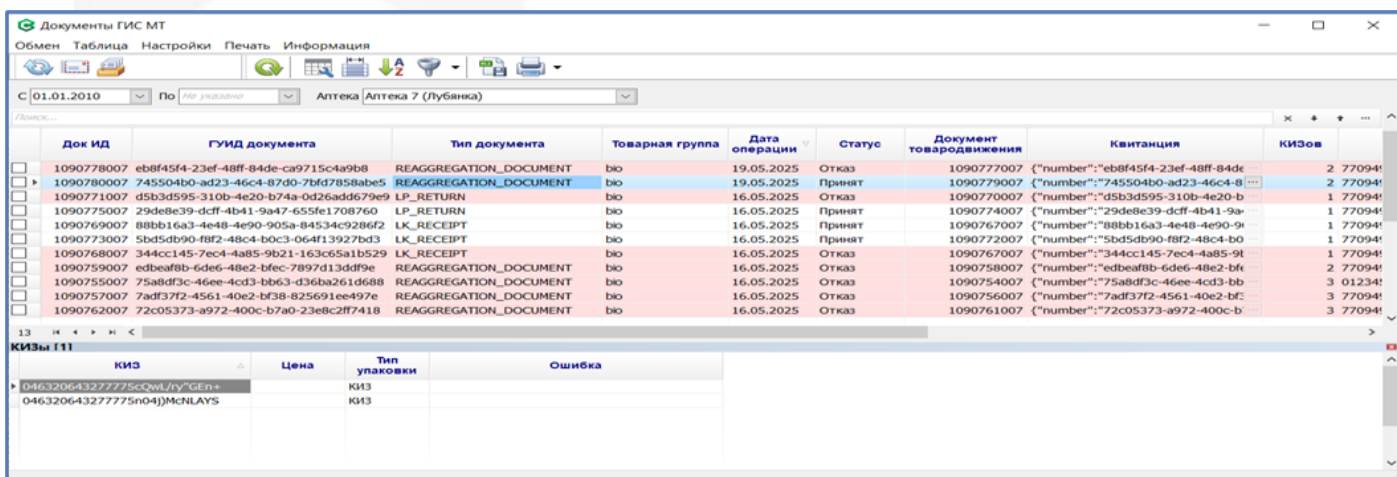 Документы ГИС МТ
Обмен Таблица Настройки Печать Информация
С 01.01.2010 По Не указано Аптека Аптека 7 (Лубянка)
Поиск...
Док ИД ГУИД документа Тип документа Товарная группа Дата операции Статус Документ товародвижения Квитанция КИЗов
1090778007 eb8f45f4-23ef-48ff-84de-ca9715c4a9b8 REAGGREGATION_DOCUMENT bio 19.05.2025 Отказ 1090777007 {"number":"eb8f45f4-23ef-48ff-84de ... 2 77094
1090780007 745504b0-ad23-46c4-87d0-7bfd7858abe5 REAGGREGATION_DOCUMENT bio 19.05.2025 Принят 1090779007 {"number":"745504b0-ad23-46c4-8 ... 2 77094
1090771007 d5b3d595-310b-4e20-b74a-0d26add679e9 LP_RETURN bio 16.05.2025 Отказ 1090770007 {"number":"d5b3d595-310b-4e20-b ... 1 77094
1090775007 29de8e39-dcff-4b41-9a47-655fe1708760 LP_RETURN bio 16.05.2025 Принят 1090774007 {"number":"29de8e39-dcff-4b41-9a ... 1 77094
1090769007 88bb16a3-4e48-4e90-905a-84534c9286f2 LK_RECEIPT bio 16.05.2025 Принят 1090767007 {"number":"88bb16a3-4e48-4e90-9 ... 1 77094
1090773007 5bd5db90-f8f2-48c4-b0c3-064f13927bd3 LK_RECEIPT bio 16.05.2025 Принят 1090772007 {"number":"5bd5db90-f8f2-48c4-b0 ... 1 77094
1090768007 344cc145-7ec4-4a85-9b21-163c65a1b529 LK_RECEIPT bio 16.05.2025 Отказ 1090767007 {"number":"344cc145-7ec4-4a85-9b ... 1 77094
1090759007 edbeaf8b-6de6-48e2-bfec-7897d13ddf9e REAGGREGATION_DOCUMENT bio 16.05.2025 Отказ 1090758007 {"number":"edbeaf8b-6de6-48e2-bfe ... 2 77094
1090755007 75a8df3c-46ee-4cd3-bb63-d36ba261d688 REAGGREGATION_DOCUMENT bio 16.05.2025 Отказ 1090754007 {"number":"75a8df3c-46ee-4cd3-bb ... 3 01234
1090757007 7adf37f2-4561-40e2-bf38-825691ee497e REAGGREGATION_DOCUMENT bio 16.05.2025 Отказ 1090756007 {"number":"7adf37f2-4561-40e2-bf3 ... 3 77094
1090762007 72c05373-a972-400c-b7a0-23e8c2ff7418 REAGGREGATION_DOCUMENT bio 16.05.2025 Отказ 1090761007 {"number":"72c05373-a972-400c-b ... 3 77094
13
КИЗы [1]
КИЗ Цена Тип упаковки Ошибка
046320643277775cQwL/ry"GEn+ КИЗ
046320643277775n04j)McNLAYS КИЗ